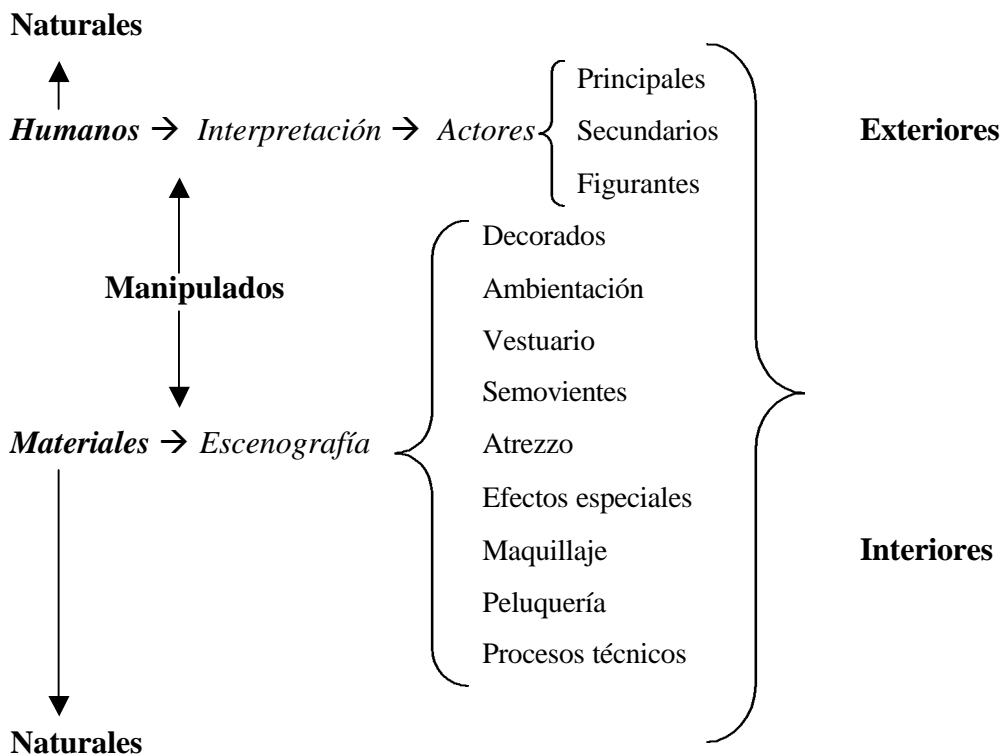 Naturales
Principales
Humanos → Interpretación → Actores
Secundarios
Exteriores
Figurantes
Decorados
Manipulados
Ambientación
Vestuario
Semovientes
Materiales → Escenografía
Atrezzo
Efectos especiales
Maquillaje
Interiores
Peluquería
Procesos técnicos
Naturales